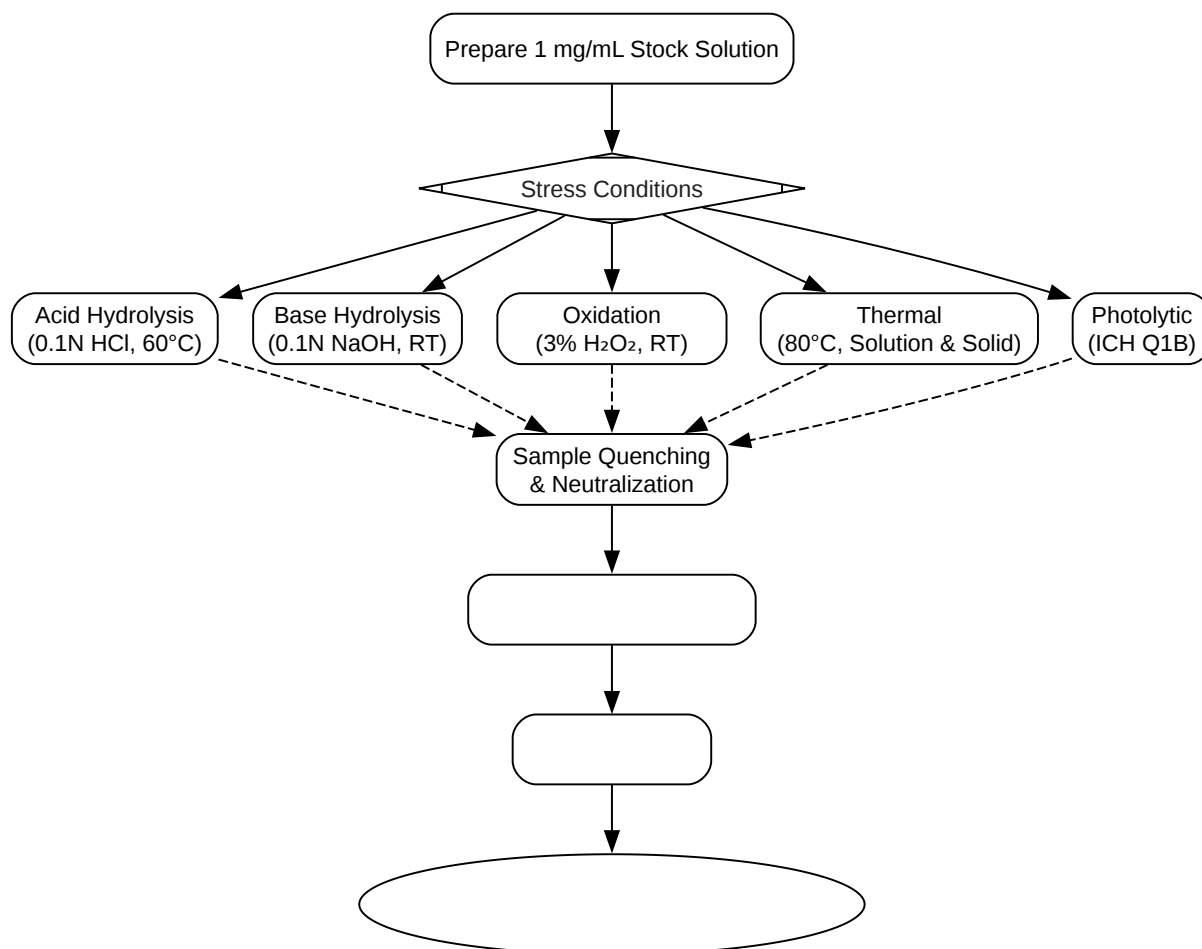 Prepare 1 mg/mL Stock Solution
Stress Conditions
Acid Hydrolysis
(0.1N HCl, 60°C)
Base Hydrolysis
(0.1N NaOH, RT)
Oxidation
(3% H₂O₂, RT)
Thermal
(80°C, Solution & Solid)
Photolytic
(ICH Q1B)
Sample Quenching
& Neutralization